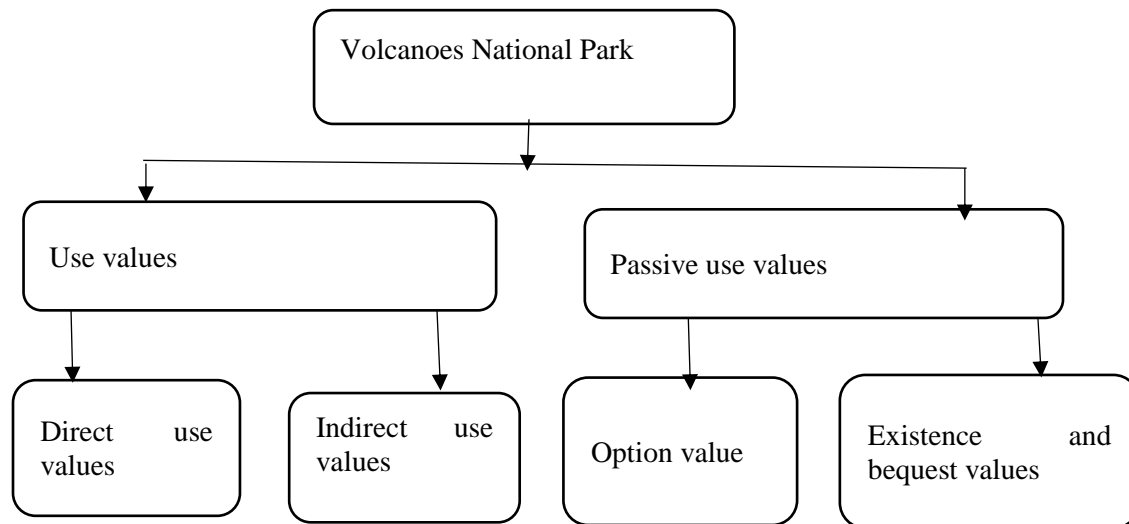 Volcanoes National Park
Use values
Passive use values
Direct use
values
Indirect use
values
Option value
Existence and
bequest values